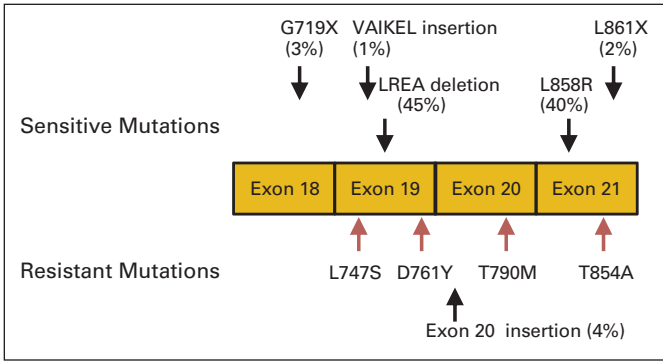 G719X
(3%)
VAIKEL insertion
(1%)
L861X
(2%)
LREA deletion
(45%)
L858R
(40%)
Sensitive Mutations
Exon 18
Exon 19
Exon 20
Exon 21
Resistant Mutations
L747S
D761Y
T790M
T854A
Exon 20 insertion (4%)